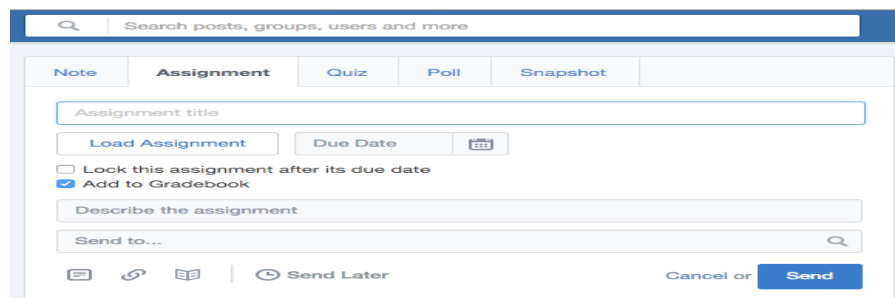 Search posts, groups, users and more
Note Assignment Quiz Poll Snapshot
Assignment title
Load Assignment Due Date
Lock this assignment after its due date
Add to Gradebook
Describe the assignment
Send to...
Send Later Cancel or Send